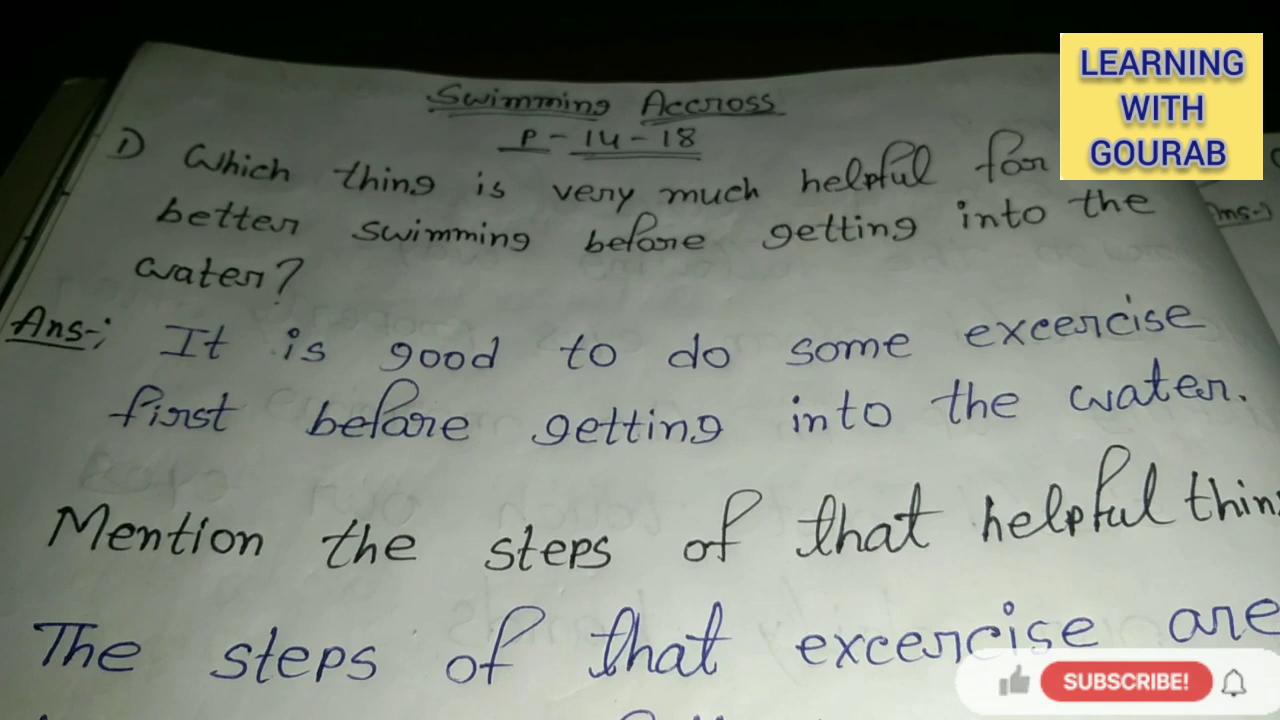 Swimming Accross
P-14-18
1) Which thing is very much helpful for
better swimming before getting into the
water?
Ans-: It is good to do some excercise
first before getting into the water.
Mention the steps of that helpful thin
The steps of that excercise are
LEARNING
WITH
GOURAB
Ans-)
SUBSCRIBE!